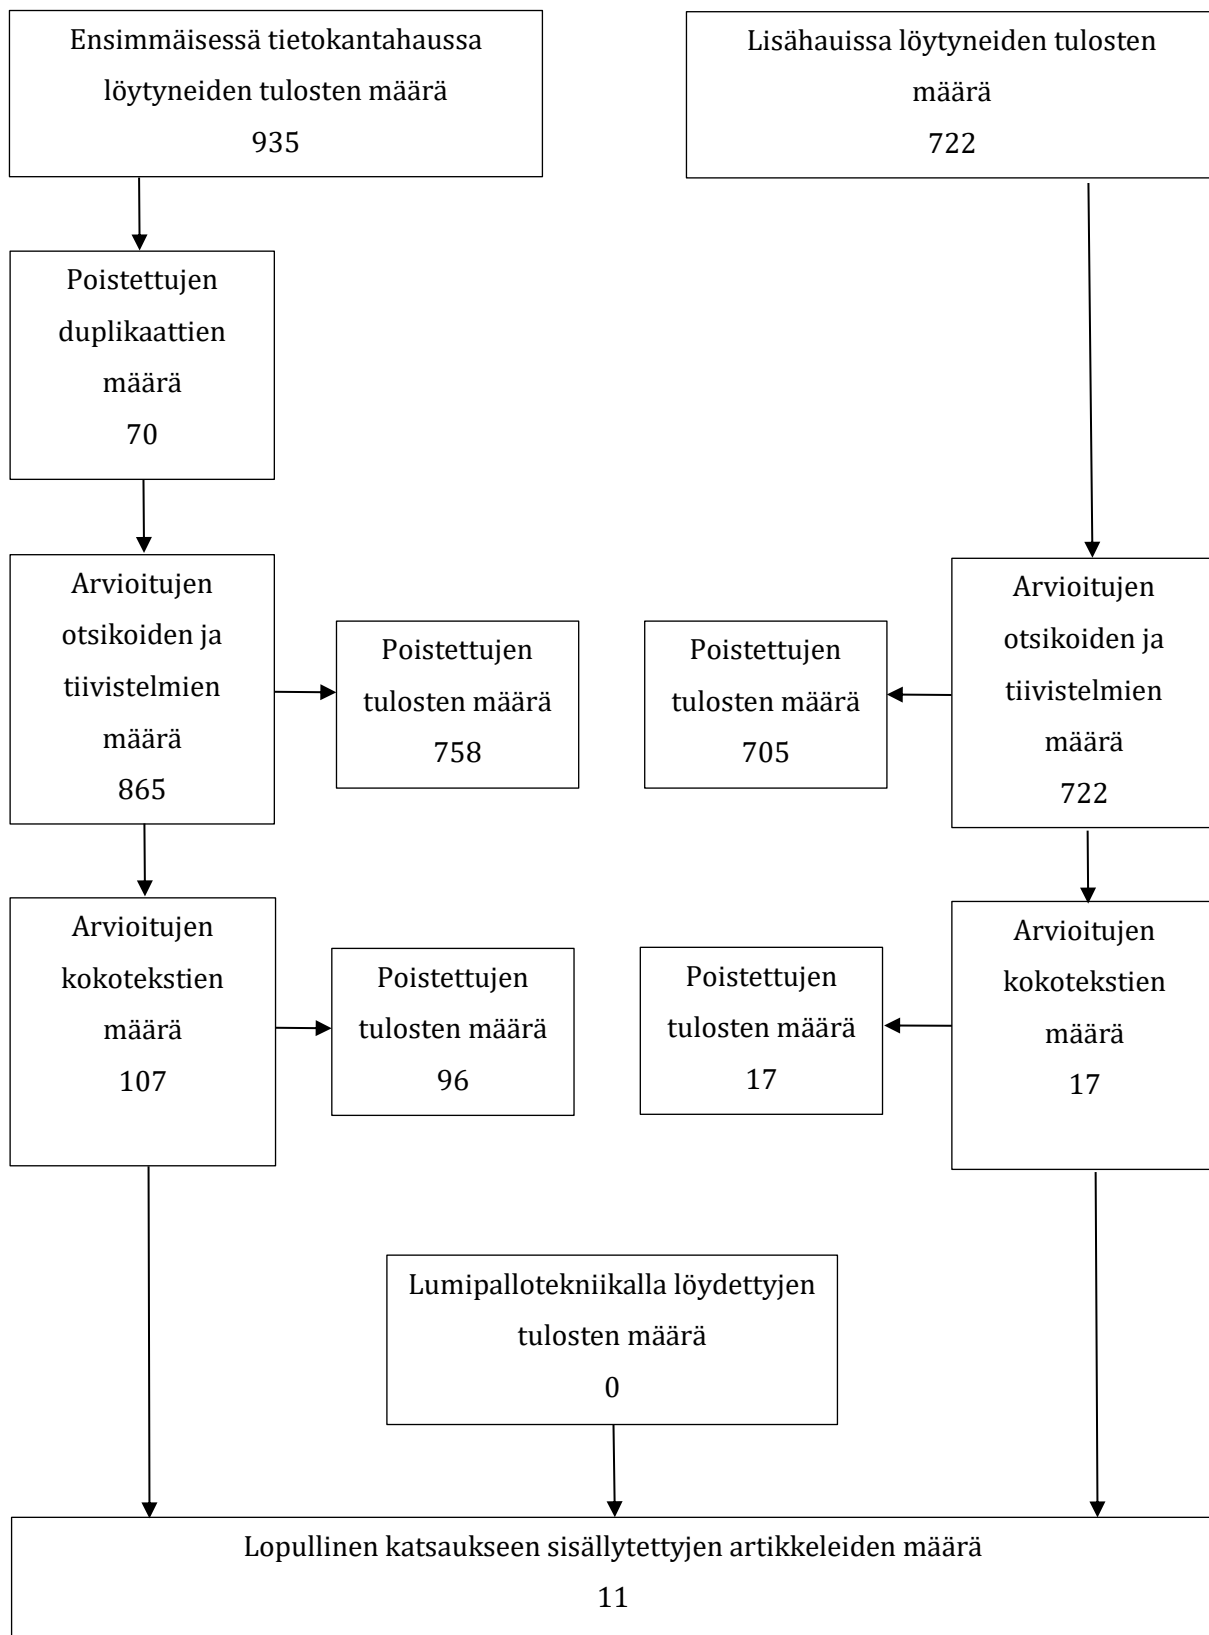 Ensimmäisessä tietokantahaussa
löytyneiden tulosten määrä
935
Lisähauissa löytyneiden tulosten
määrä
722
Poistettujen
duplikaattien
määrä
70
Arvioitujen
otsikoiden ja
tiivistelmien
määrä
865
Poistettujen
tulosten määrä
758
Poistettujen
tulosten määrä
705
Arvioitujen
otsikoiden ja
tiivistelmien
määrä
722
Arvioitujen
kokotekstien
määrä
107
Poistettujen
tulosten määrä
96
Poistettujen
tulosten määrä
17
Arvioitujen
kokotekstien
määrä
17
Lumipallotekniikalla löydettyjen
tulosten määrä
0
Lopullinen katsaukseen sisällytettyjen artikkeleiden määrä
11